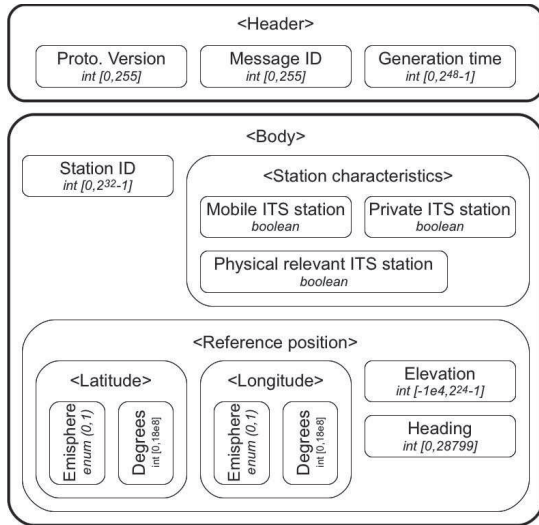 <Header>
Proto. Version
int [0,255]
Message ID
int [0,255]
Generation time
int [0,2⁴⁸-1]
<Body>
Station ID
int [0,2³²-1]
<Station characteristics>
Mobile ITS station
boolean
Private ITS station
boolean
Physical relevant ITS station
boolean
<Reference position>
<Latitude>
Emisphere
enum (0,1)
Degrees
int [0,18e8]
<Longitude>
Emisphere
enum (0,1)
Degrees
int [0,18e8]
Elevation
int [-1e4,2²⁴-1]
Heading
int [0,28799]